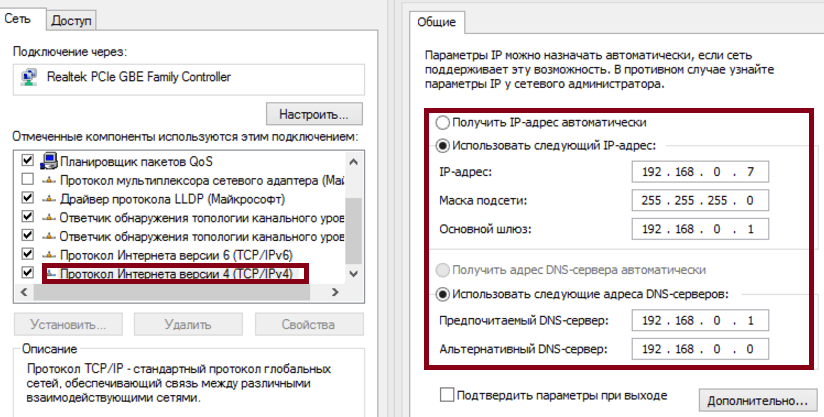 Сеть
Доступ
Подключение через:
Realtek PCIe GBE Family Controller
Настроить...
Отмеченные компоненты используются этим подключением:
Планировщик пакетов QoS
Протокол мультиплексора сетевого адаптера (Май
Драйвер протокола LLDP (Майкрософт)
Ответчик обнаружения топологии канального уров
Ответчик обнаружения топологии канального уров
Протокол Интернета версии 6 (TCP/IPv6)
Протокол Интернета версии 4 (TCP/IPv4)
Установить...
Удалить
Свойства
Описание
Протокол TCP/IP - стандартный протокол глобальных
сетей, обеспечивающий связь между различными
взаимодействующими сетями.
Общие
Параметры IP можно назначать автоматически, если сеть
поддерживает эту возможность. В противном случае узнайте
параметры IP у сетевого администратора.
Получить IP-адрес автоматически
Использовать следующий IP-адрес:
IP-адрес: 192 . 168 . 0 . 7
Маска подсети: 255 . 255 . 255 . 0
Основной шлюз: 192 . 168 . 0 . 1
Получить адрес DNS-сервера автоматически
Использовать следующие адреса DNS-серверов:
Предпочитаемый DNS-сервер: 192 . 168 . 0 . 1
Альтернативный DNS-сервер: 192 . 168 . 0 . 0
Подтвердить параметры при выходе
Дополнительно...